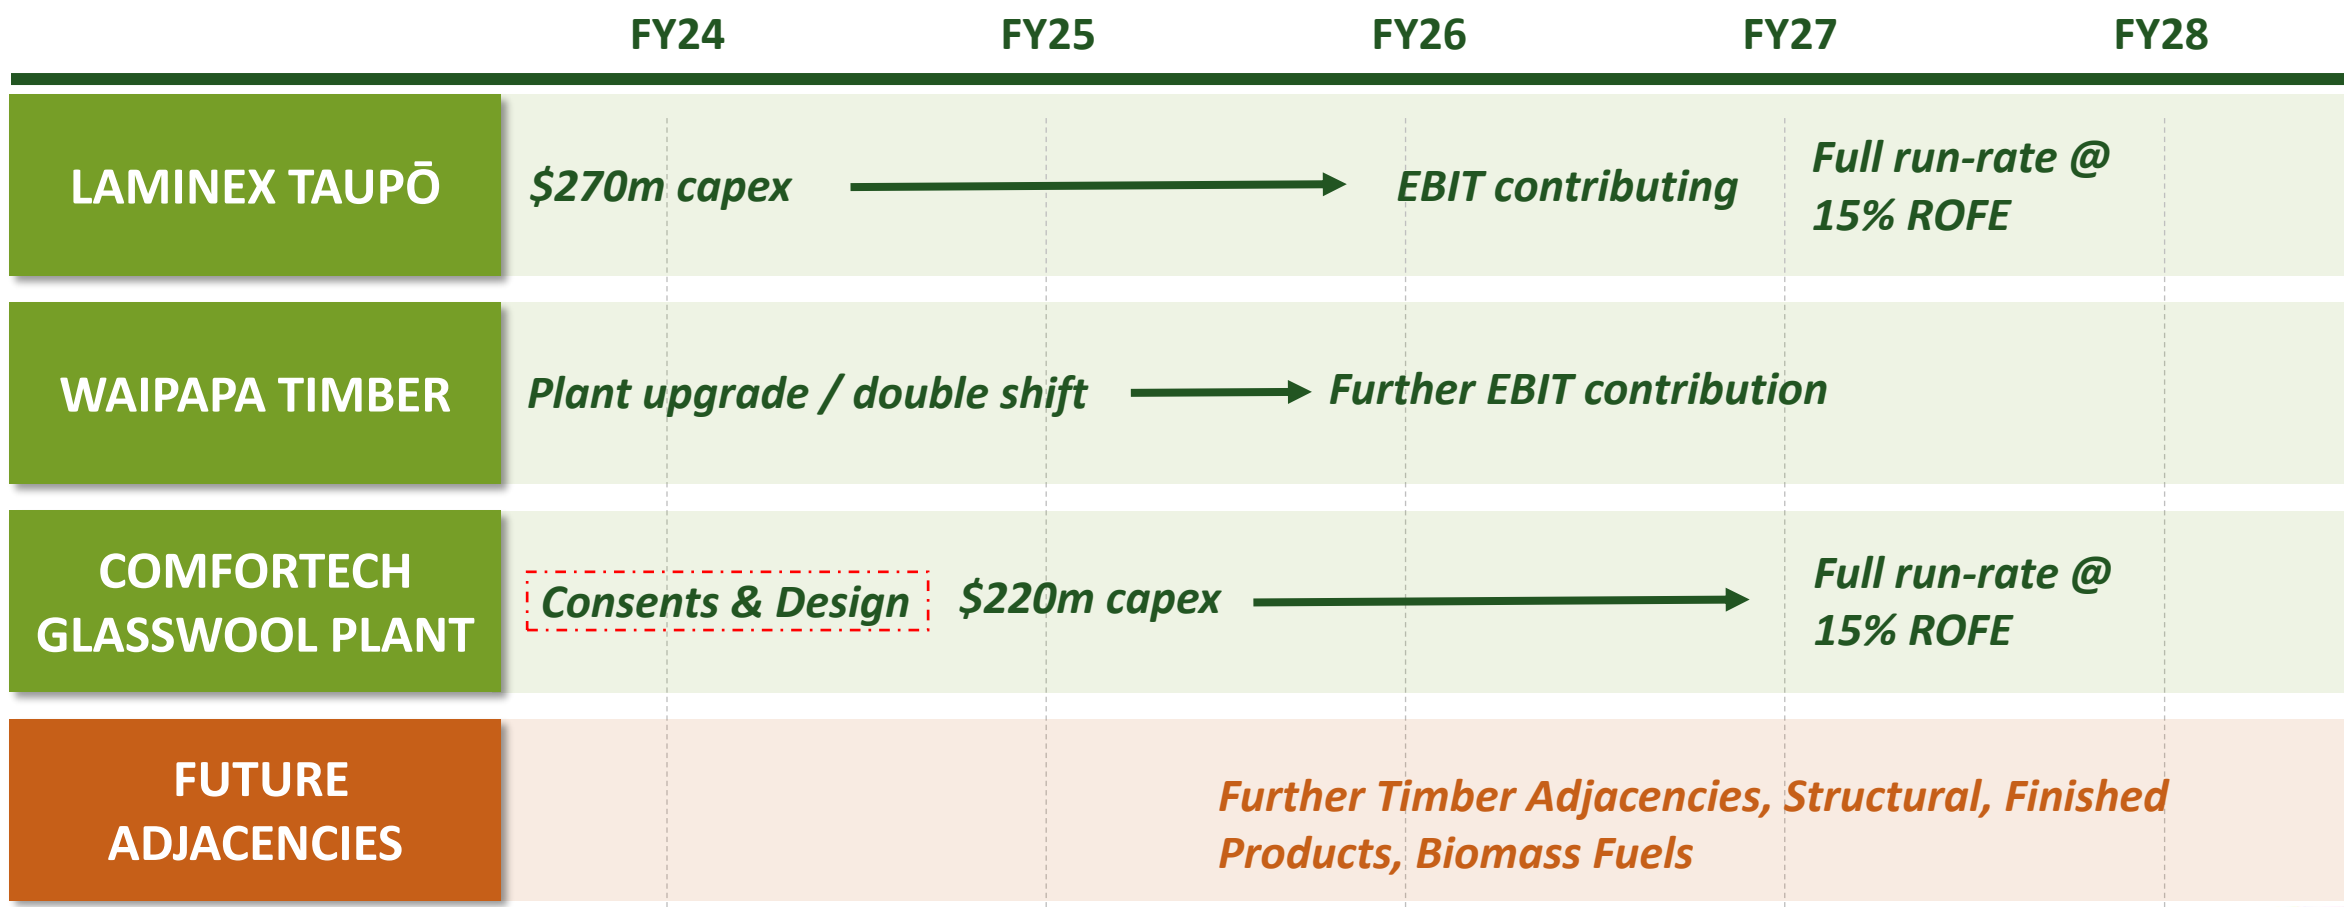 FY24 FY25 FY26 FY27 FY28
LAMINEX TAUPŌ
$270m capex
EBIT contributing
Full run-rate @
15% ROFE
WAIPAPA TIMBER
Plant upgrade / double shift
Further EBIT contribution
COMFORTECH
GLASSWOOL PLANT
Consents & Design
$220m capex
Full run-rate @
15% ROFE
FUTURE
ADJACENCIES
Further Timber Adjacencies, Structural, Finished
Products, Biomass Fuels